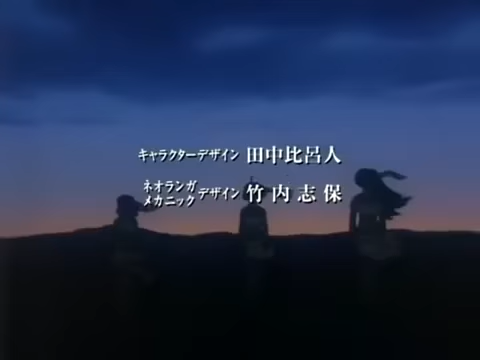 キャラクターデザイン 田中比呂人
ネオランガ
メカニック デザイン 竹内志保